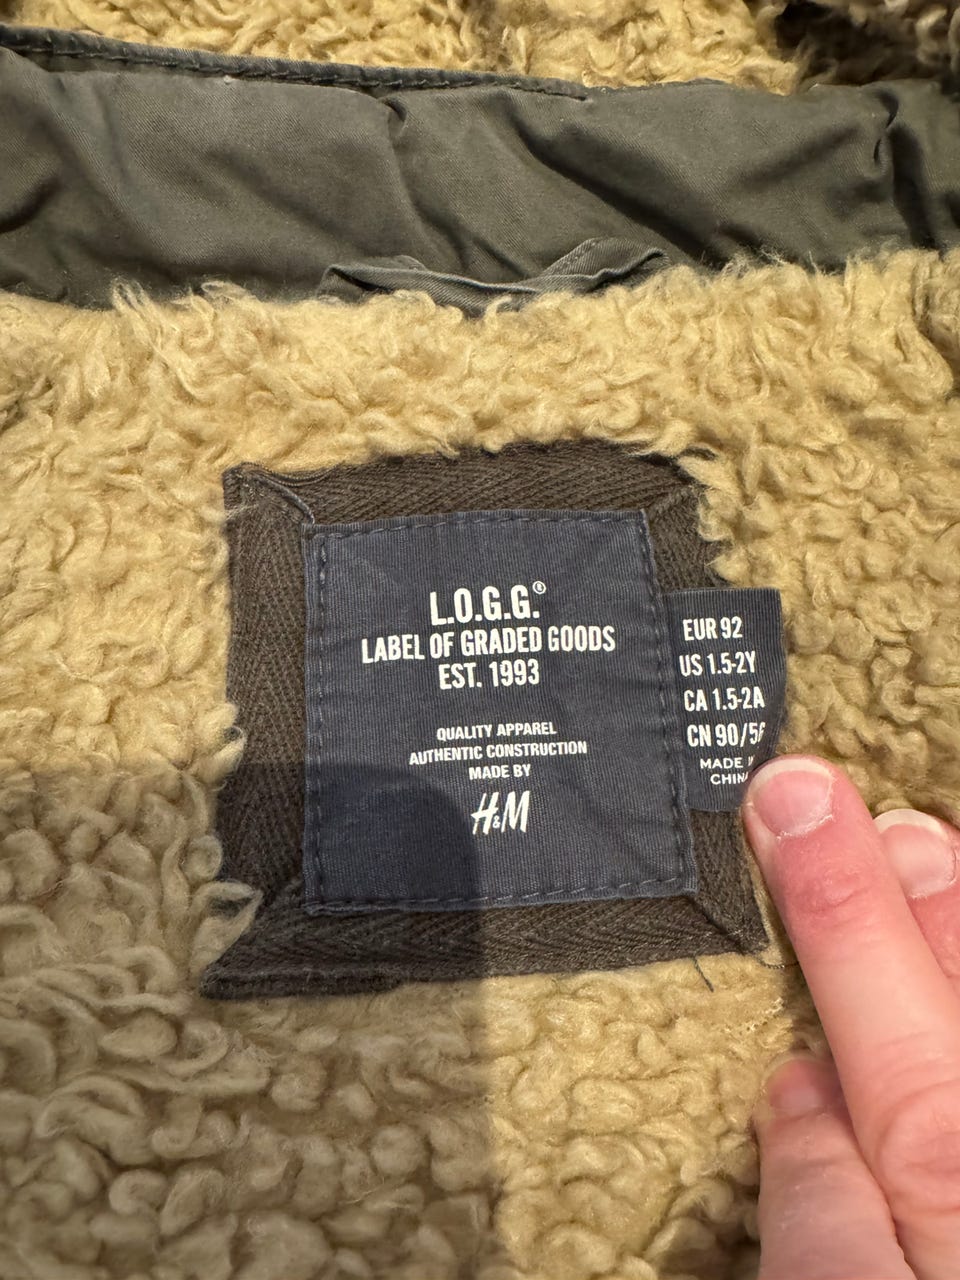 L.O.G.G.®
LABEL OF GRADED GOODS
EST. 1993
QUALITY APPAREL
AUTHENTIC CONSTRUCTION
MADE BY
H&M
EUR 92
US 1.5-2Y
CA 1.5-2A
CN 90/56
MADE IN
CHINA